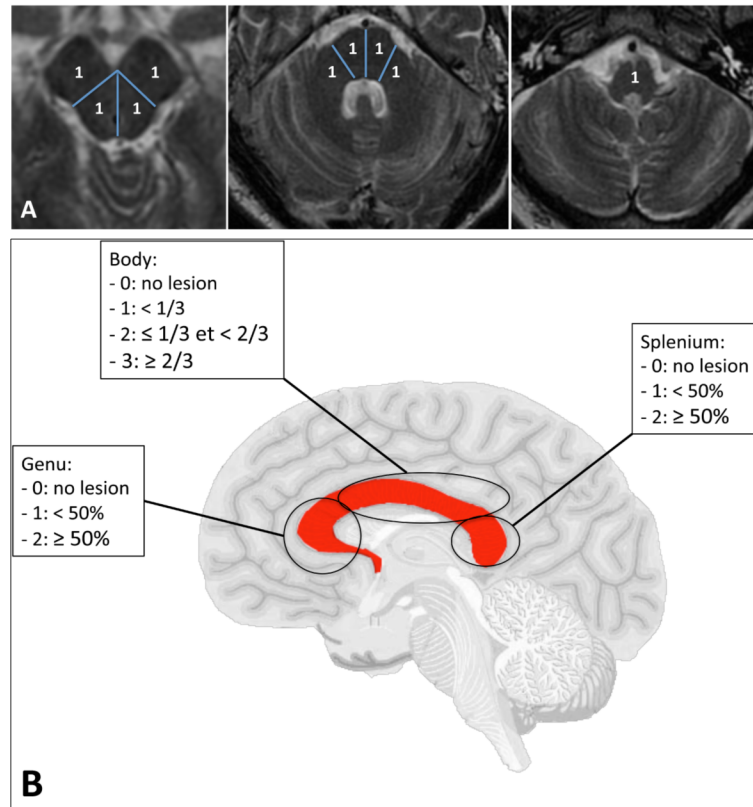 1 1
1 1
1 1
1 1
1
A
Body:
- 0: no lesion
- 1: < 1/3
- 2: ≤ 1/3 et < 2/3
- 3: ≥ 2/3
Splenium:
- 0: no lesion
- 1: < 50%
- 2: ≥ 50%
Genu:
- 0: no lesion
- 1: < 50%
- 2: ≥ 50%
B